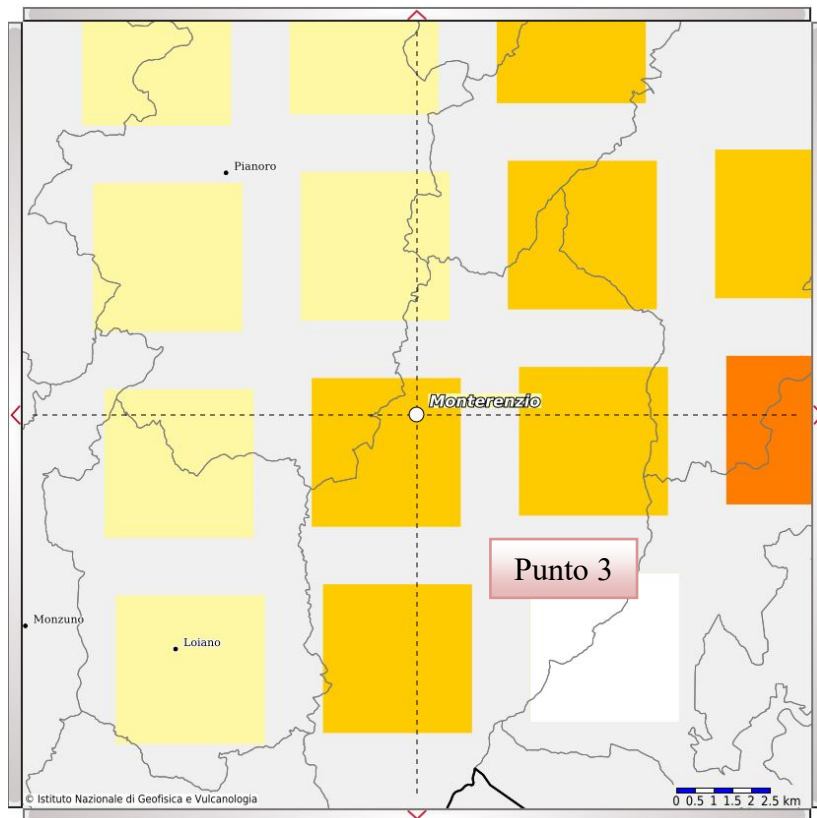 Pianoro
Monterenzio
Punto 3
Monzuno
Loiano
© Istituto Nazionale di Geofisica e Vulcanologia
0 0.5 1 1.5 2 2.5 km